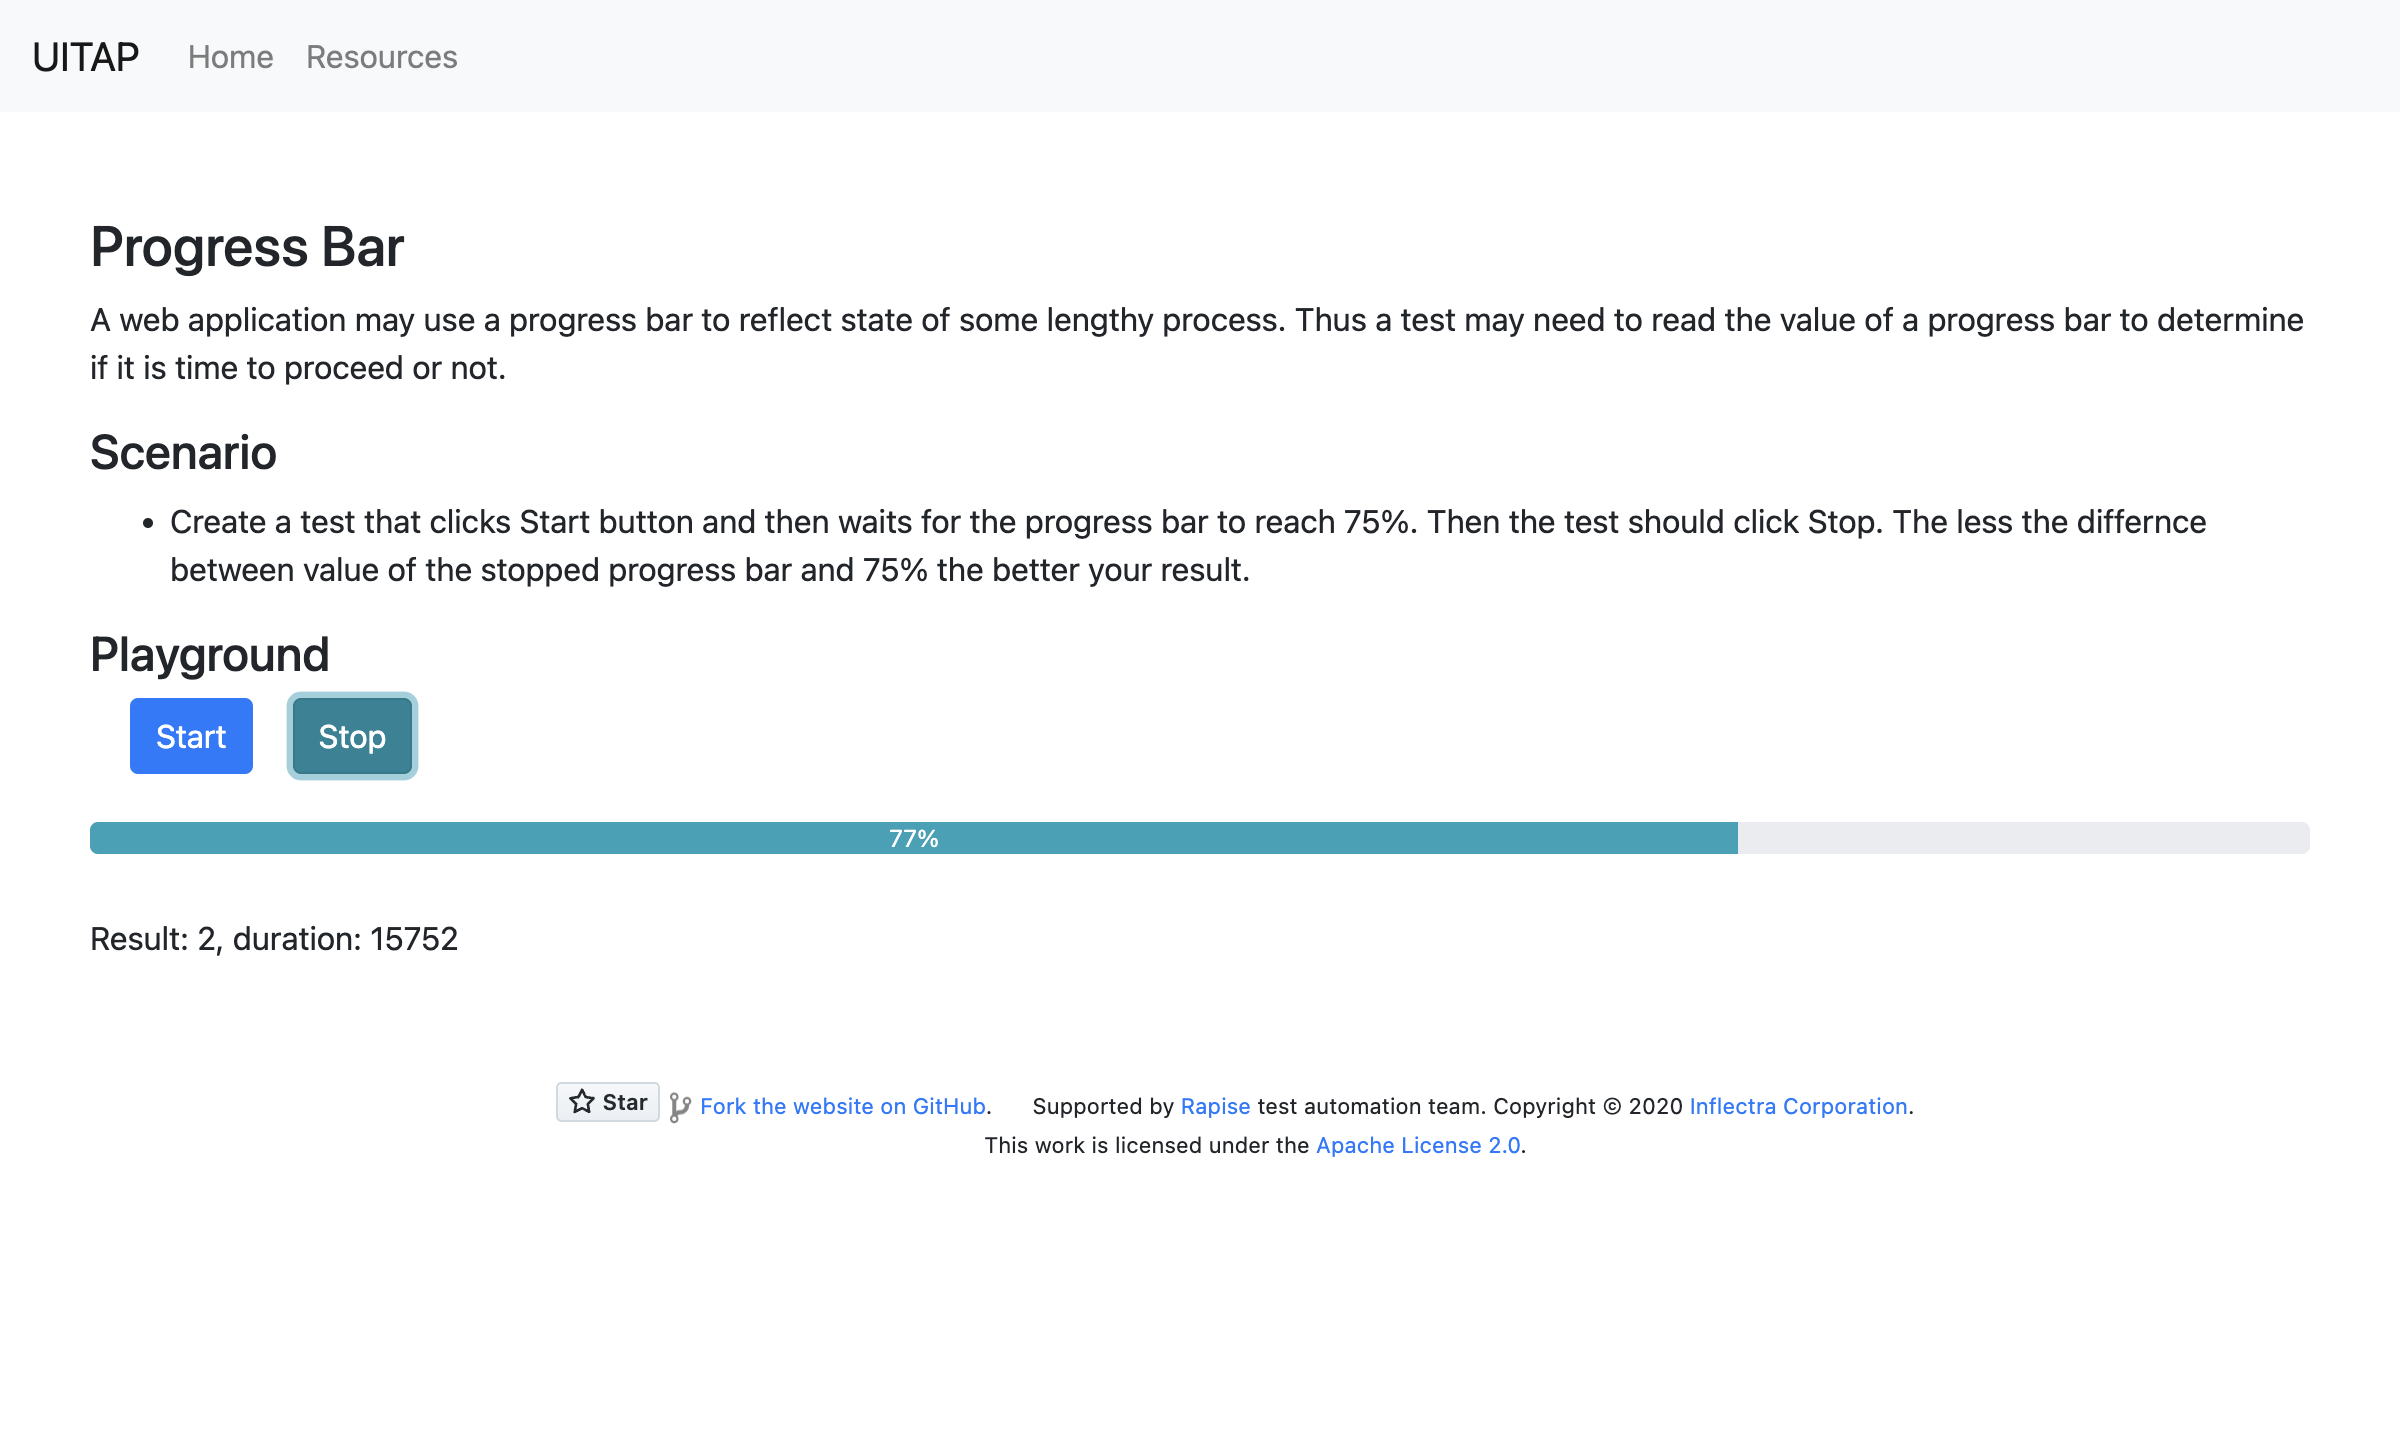 UITAP Home Resources
Progress Bar
A web application may use a progress bar to reflect state of some lengthy process. Thus a test may need to read the value of a progress bar to determine
if it is time to proceed or not.
Scenario
Create a test that clicks Start button and then waits for the progress bar to reach 75%. Then the test should click Stop. The less the differnce
between value of the stopped progress bar and 75% the better your result.
Playground
Start Stop
77%
Result: 2, duration: 15752
Star Fork the website on GitHub. Supported by Rapise test automation team. Copyright © 2020 Inflectra Corporation.
This work is licensed under the Apache License 2.0.